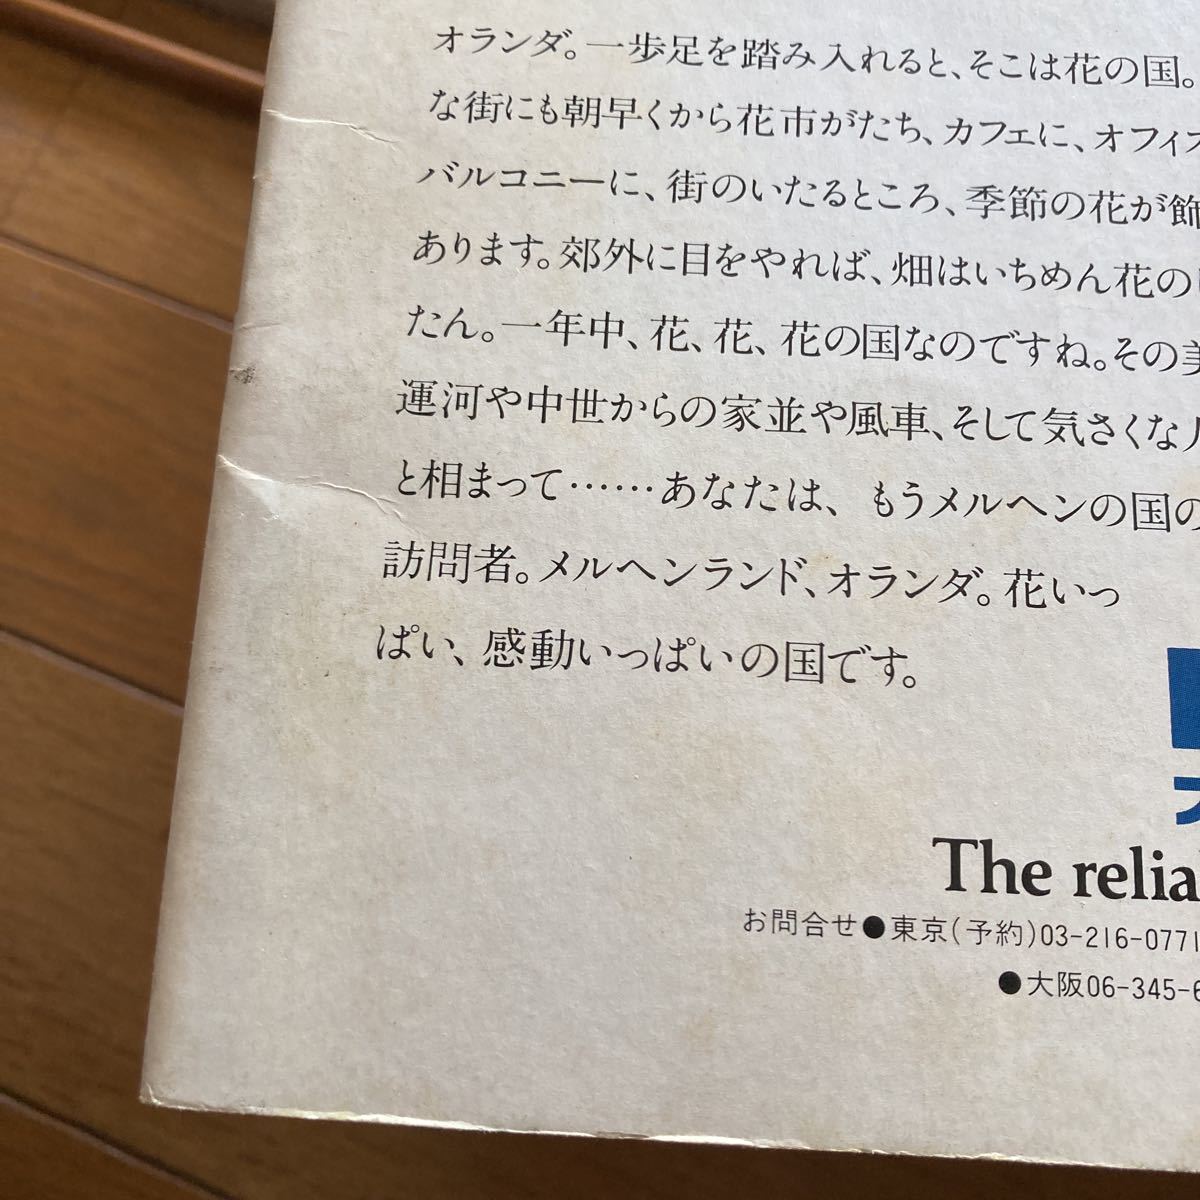 オランダ。一歩足を踏み入れると、そこは花の国。
な街にも朝早くから花市がたち、カフェに、オフィス
バルコニーに、街のいたるところ、季節の花が飾
あります。郊外に目をやれば、畑はいちめん花の
たん。一年中、花、花、花の国なのですね。その美
運河や中世からの家並や風車、そして気さくな
と相まって……あなたは、もうメルヘンの国の
訪問者。メルヘンランド、オランダ。花いっ
ぱい、感動いっぱいの国です。
The relia
お問合せ●東京(予約)03-216-0771
●大阪06-345-6